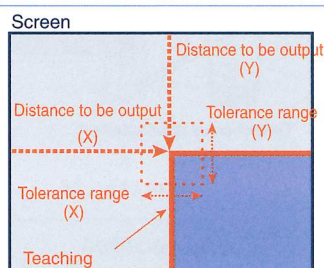 Screen
Distance to be output
(Y)
Distance to be output
(X)
Tolerance range
(Y)
Tolerance range
(X)
Teaching